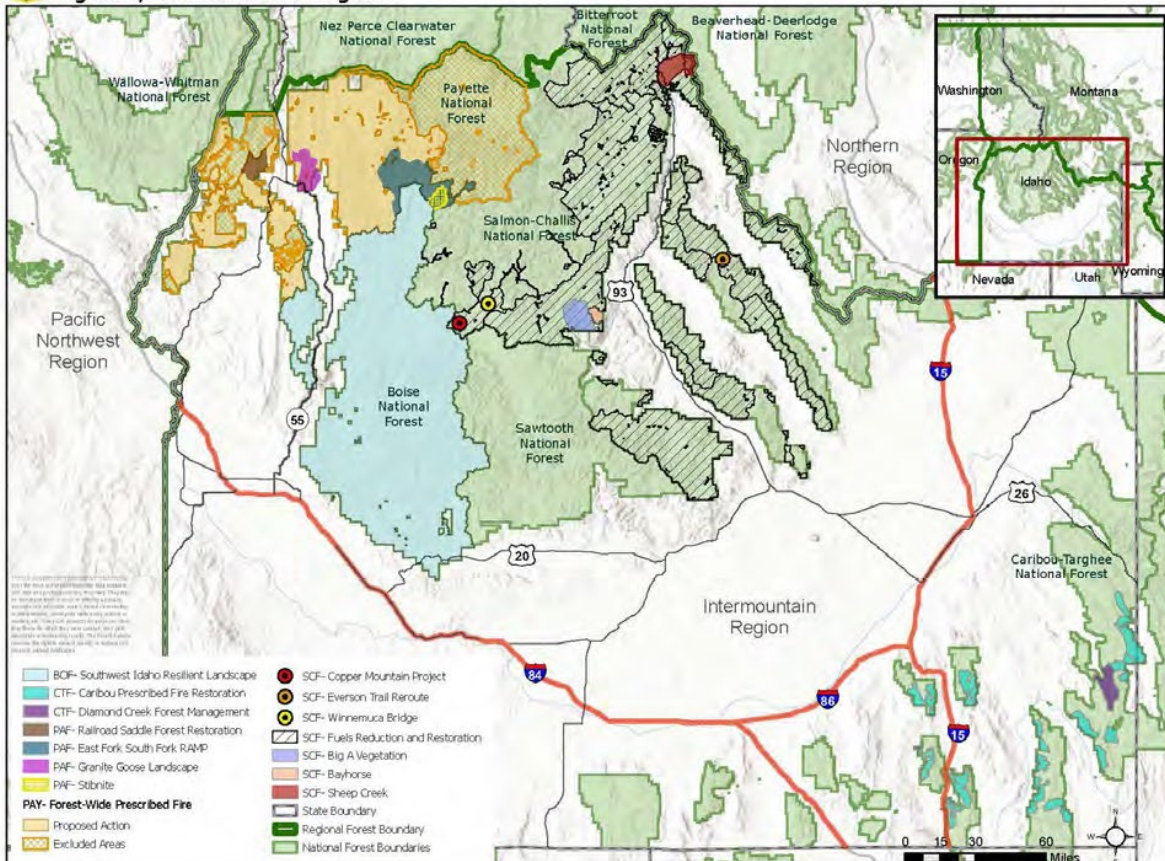 Nez Perce Clearwater
National Forest
Bitterroot
National
Forest
Beaverhead-Deerlodge
National Forest
Wallowa-Whitman
National Forest
Payette
National
Forest
Northern
Region
Salmon-Challis
National Forest
Pacific
Northwest
Region
Boise
National
Forest
Sawtooth
National
Forest
Caribou-Targhee
National Forest
Intermountain
Region
93
55
15
26
20
84
86
15
Washington
Montana
Oregon
Idaho
Wyoming
Nevada
Utah
BOF- Southwest Idaho Resilient Landscape
CTF- Caribou Prescribed Fire Restoration
CTF- Diamond Creek Forest Management
PAF- Railroad Saddle Forest Restoration
PAF- East Fork South Fork RAMP
PAF- Granite Goose Landscape
PAF- Stibnite
PAY- Forest-Wide Prescribed Fire
Proposed Action
Excluded Areas
SCF- Copper Mountain Project
SCF- Everson Trail Reroute
SCF- Winnemuca Bridge
SCF- Fuels Reduction and Restoration
SCF- Big A Vegetation
SCF- Bayhorse
SCF- Sheep Creek
State Boundary
Regional Forest Boundary
National Forest Boundaries
N
W
E
S
0 15 30 60
Miles